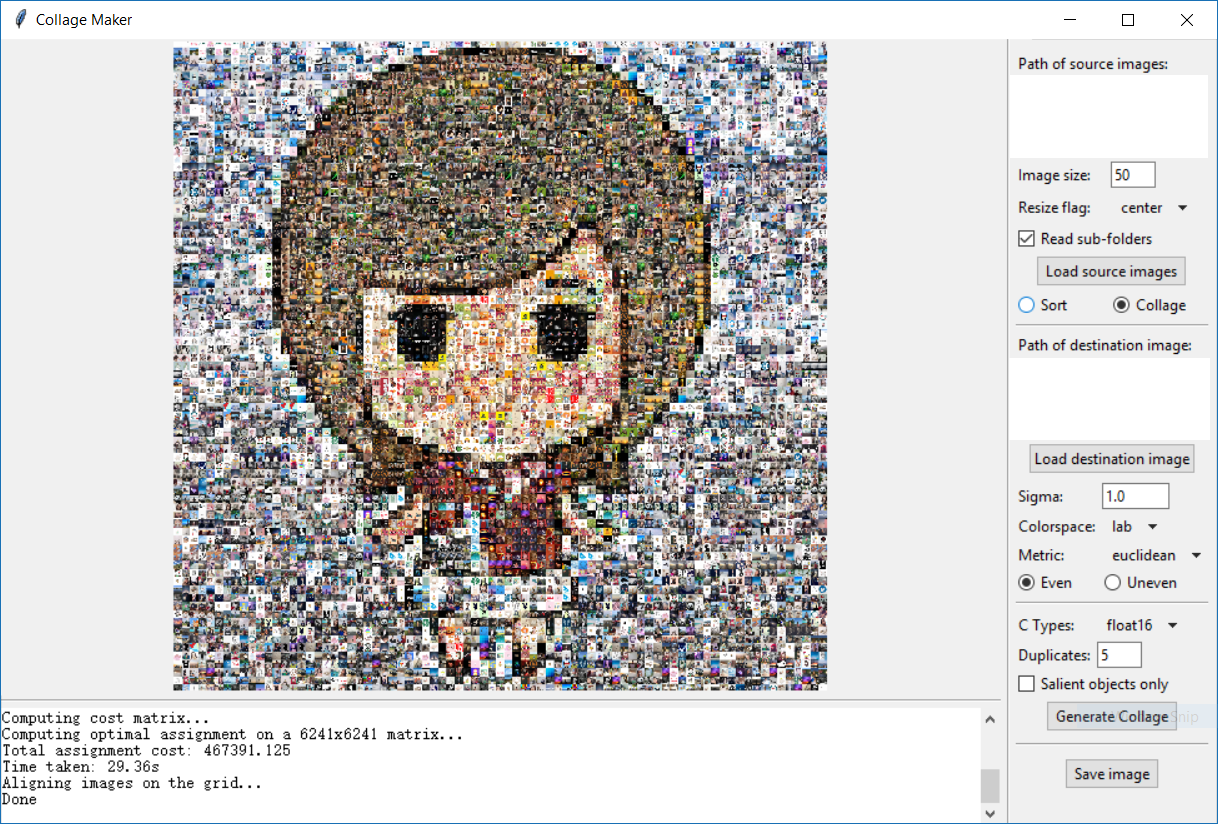 Collage Maker
Path of source images:
Image size: 50
Resize flag: center
Read sub-folders
Load source images
Sort Collage
Path of destination image:
Load destination image
Sigma: 1.0
Colorspace: lab
Metric: euclidean
Even Uneven
C Types: float16
Duplicates: 5
Salient objects only
Generate Collage
Save image
Computing cost matrix...
Computing optimal assignment on a 6241x6241 matrix...
Total assignment cost: 467391.125
Time taken: 29.36s
Aligning images on the grid...
Done